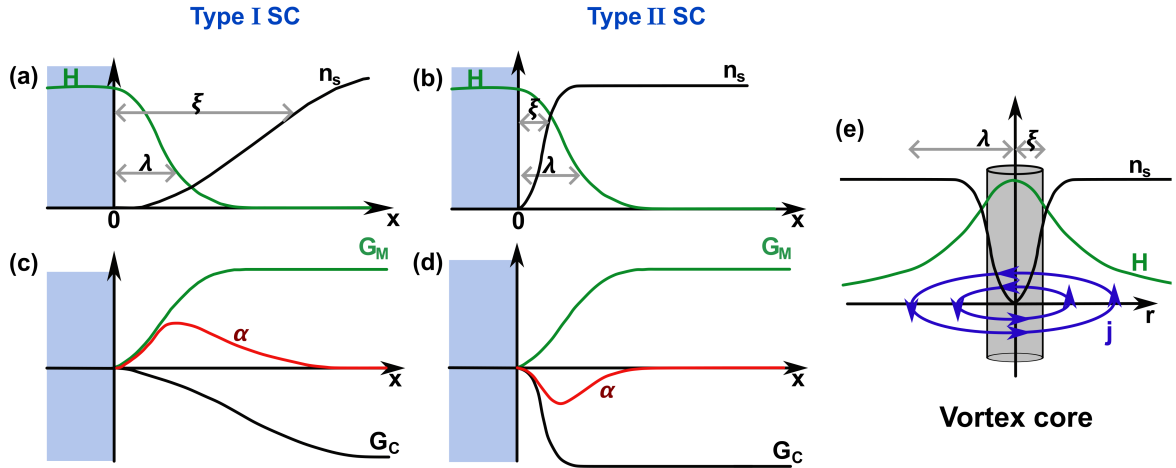 Type I SC
Type II SC
(a)
H
n_s
ξ
λ
0
x
(b)
H
n_s
ξ
λ
0
x
(c)
G_M
α
x
G_C
(d)
G_M
α
x
G_C
(e)
λ
ξ
n_s
H
r
j
Vortex core